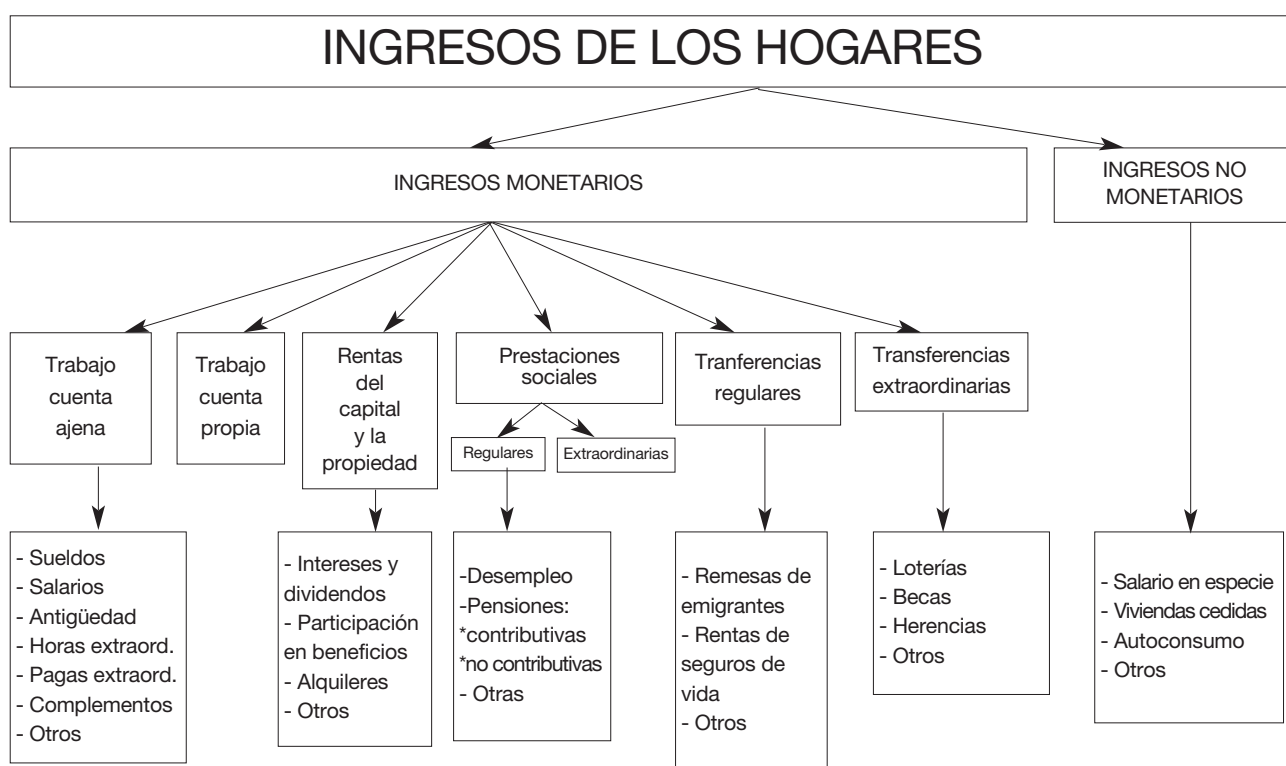 INGRESOS DE LOS HOGARES
INGRESOS MONETARIOS
INGRESOS NO
MONETARIOS
Trabajo
cuenta
ajena
Trabajo
cuenta
propia
Rentas
del
capital
y la
propiedad
Prestaciones
sociales
Regulares
Extraordinarias
Tranferencias
regulares
Transferencias
extraordinarias
- Sueldos
- Salarios
- Antigüedad
- Horas extraord.
- Pagas extraord.
- Complementos
- Otros
- Intereses y
dividendos
- Participación
en beneficios
- Alquileres
- Otros
-Desempleo
-Pensiones:
*contributivas
*no contributivas
- Otras
- Remesas de
emigrantes
- Rentas de
seguros de
vida
- Otros
- Loterías
- Becas
- Herencias
- Otros
- Salario en especie
- Viviendas cedidas
- Autoconsumo
- Otros